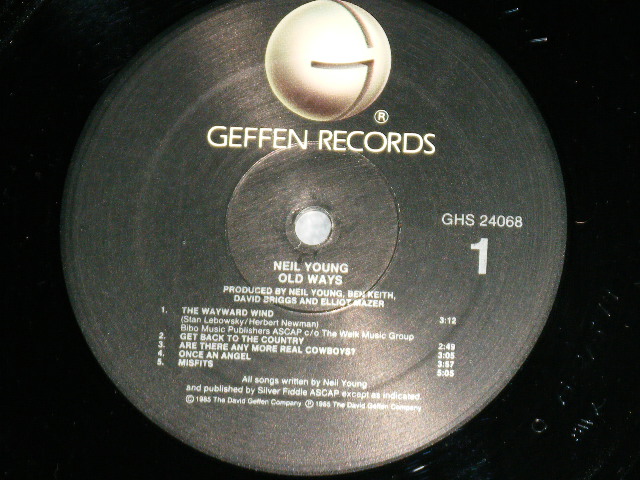 ®
GEFFEN RECORDS
GHS 24068
1
NEIL YOUNG
OLD WAYS
PRODUCED BY NEIL YOUNG, BEN KEITH,
DAVID BRIGGS AND ELLIOT MAZER
1. THE WAYWARD WIND 3:12
(Stan Lebowsky/Herbert Newman)
Bibo Music Publishers ASCAP c/o The Welk Music Group
2. GET BACK TO THE COUNTRY 2:49
3. ARE THERE ANY MORE REAL COWBOYS? 3:05
4. ONCE AN ANGEL 3:57
5. MISFITS 5:05
All songs written by Neil Young
and published by Silver Fiddle ASCAP except as indicated.
© 1985 The David Geffen Company ℗ 1985 The David Geffen Company